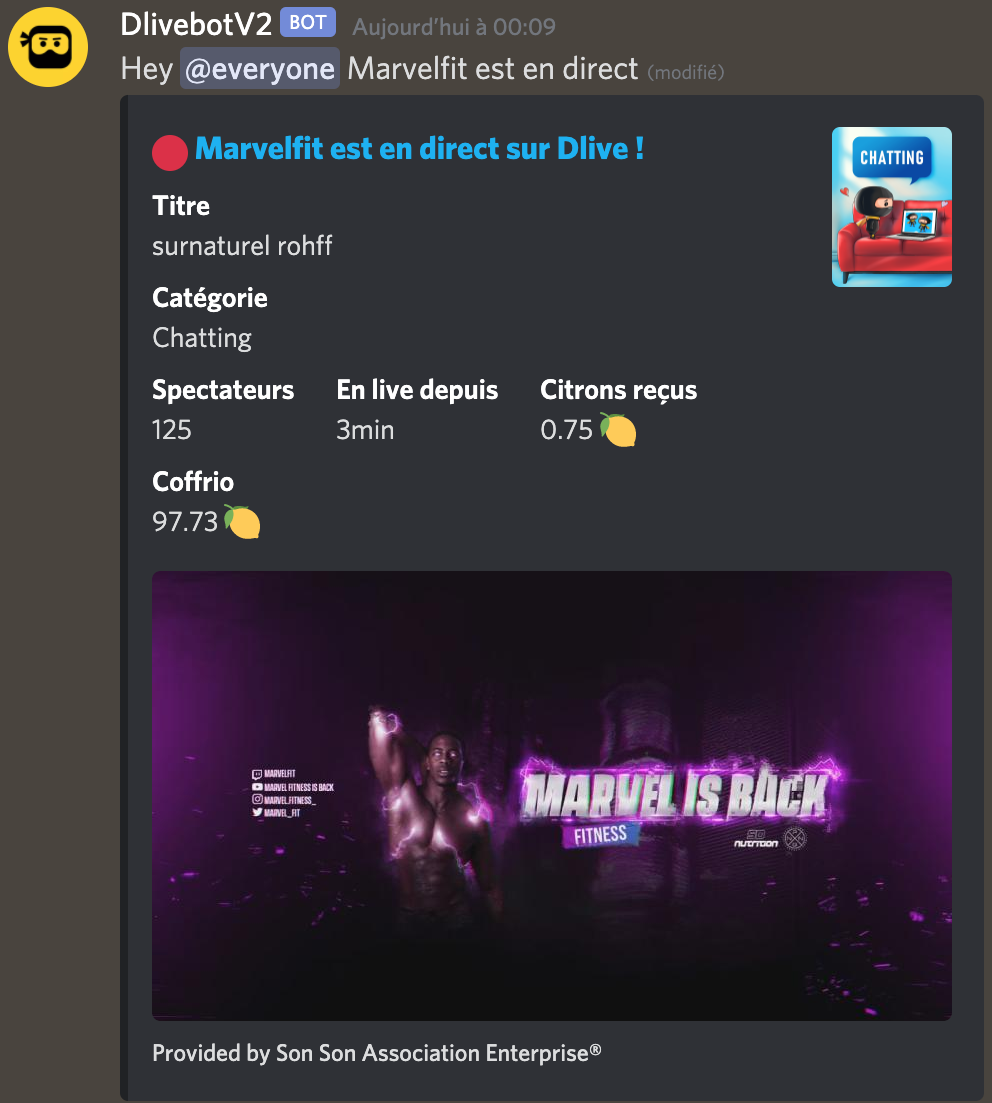 DlivebotV2 BOT Aujourd'hui à 00:09
Hey @everyone Marvelfit est en direct (modifié)
Marvelfit est en direct sur Dlive !
CHATTING
Titre
surnaturel rohff
Catégorie
Chatting
Spectateurs En live depuis Citrons reçus
125 3min 0.75
Coffrio
97.73
MARVELFIT
MARVEL FITNESS IS BACK
MARVEL.FITNESS_
MARVEL_FIT
MARVEL IS BACK
FITNESS
NUTRITION
Provided by Son Son Association Enterprise®